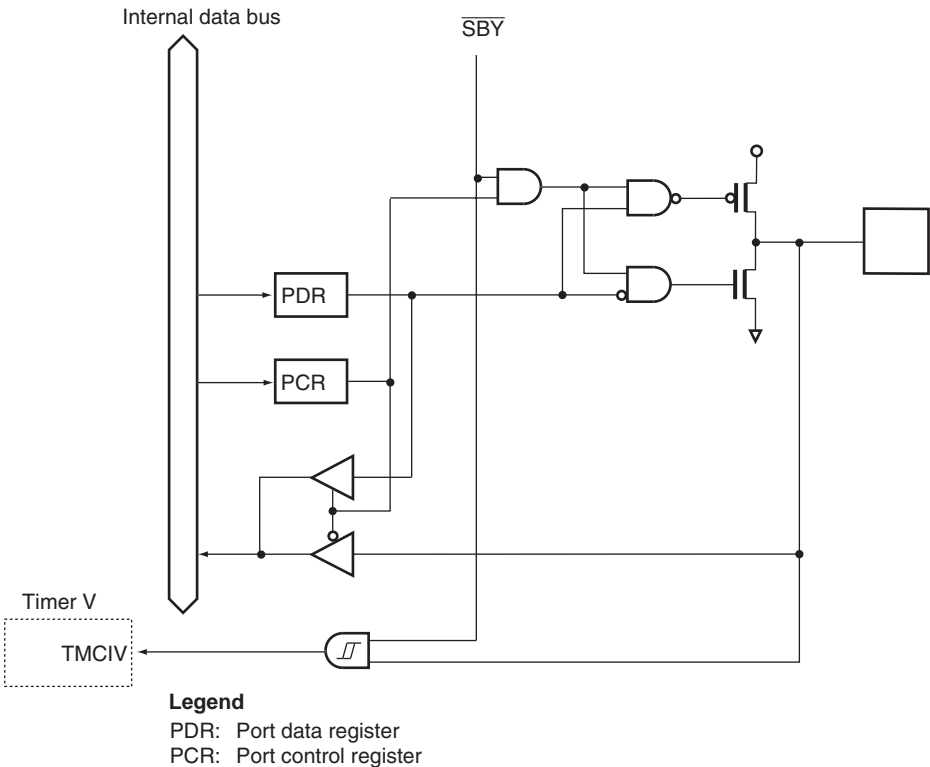 Internal data bus
SBY
PDR
PCR
Timer V
TMCIV
Legend
PDR: Port data register
PCR: Port control register